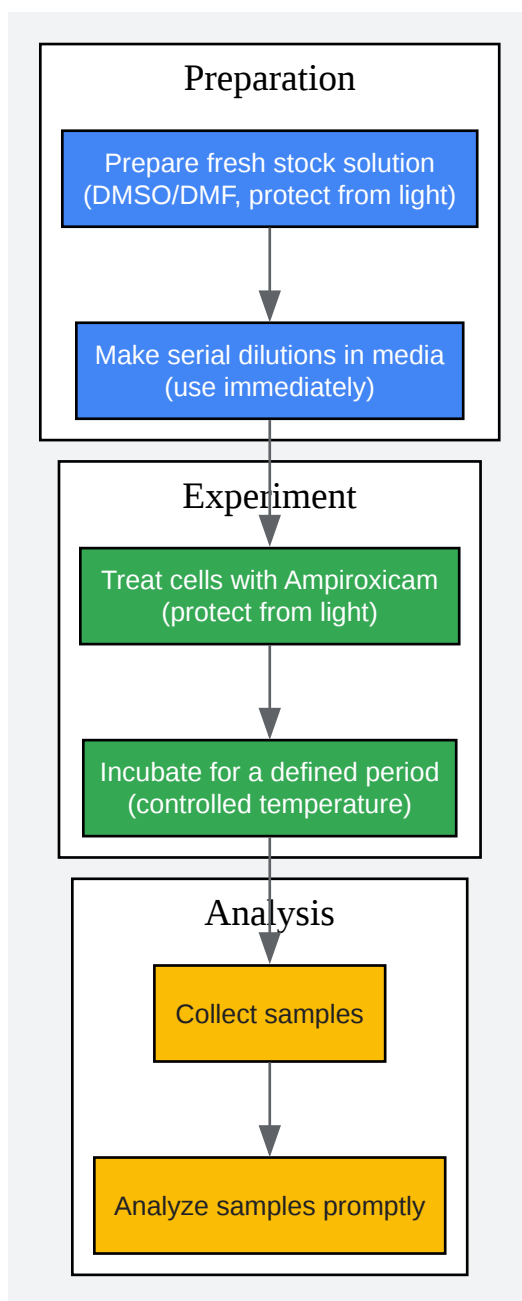 Preparation
Prepare fresh stock solution
(DMSO/DMF, protect from light)
Make serial dilutions in media
(use immediately)
Experiment
Treat cells with Ampiroxicam
(protect from light)
Incubate for a defined period
(controlled temperature)
Analysis
Collect samples
Analyze samples promptly